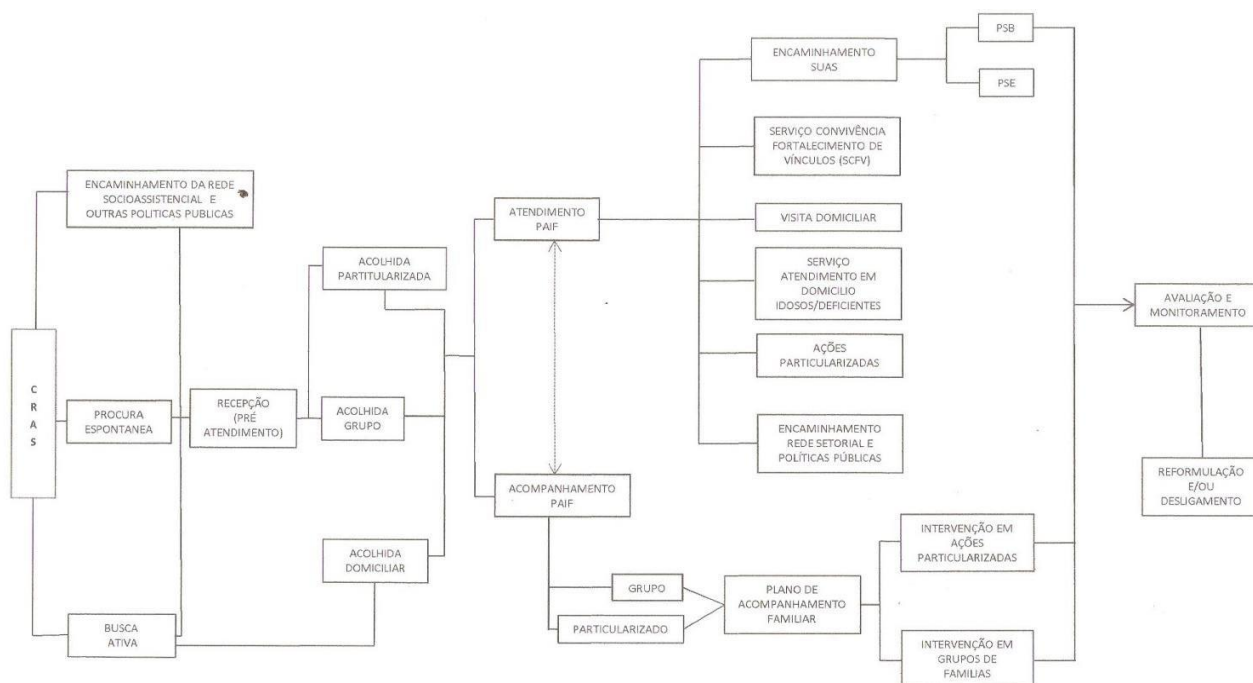 ENCAMINHAMENTO DA REDE
SOCIOASSISTENCIAL E
OUTRAS POLITICAS PUBLICAS
C
R
A
S
PROCURA
ESPONTANEA
BUSCA
ATIVA
RECEPÇÃO
(PRÉ
ATENDIMENTO)
ACOLHIDA
PARTITULARIZADA
ACOLHIDA
GRUPO
ACOLHIDA
DOMICILIAR
ATENDIMENTO
PAIF
ACOMPANHAMENTO
PAIF
GRUPO
PARTICULARIZADO
PLANO DE
ACOMPANHAMENTO
FAMILIAR
ENCAMINHAMENTO
SUAS
PSB
PSE
SERVIÇO CONVIVÊNCIA
FORTALECIMENTO DE
VÍNCULOS (SCFV)
VISITA DOMICILIAR
SERVIÇO
ATENDIMENTO EM
DOMICILIO
IDOSOS/DEFICIENTES
AÇÕES
PARTICULARIZADAS
ENCAMINHAMENTO
REDE SETORIAL E
POLÍTICAS PÚBLICAS
INTERVENÇÃO EM
AÇÕES
PARTICULARIZADAS
INTERVENÇÃO EM
GRUPOS DE
FAMILIAS
AVALIAÇÃO E
MONITORAMENTO
REFORMULAÇÃO
E/OU
DESLIGAMENTO